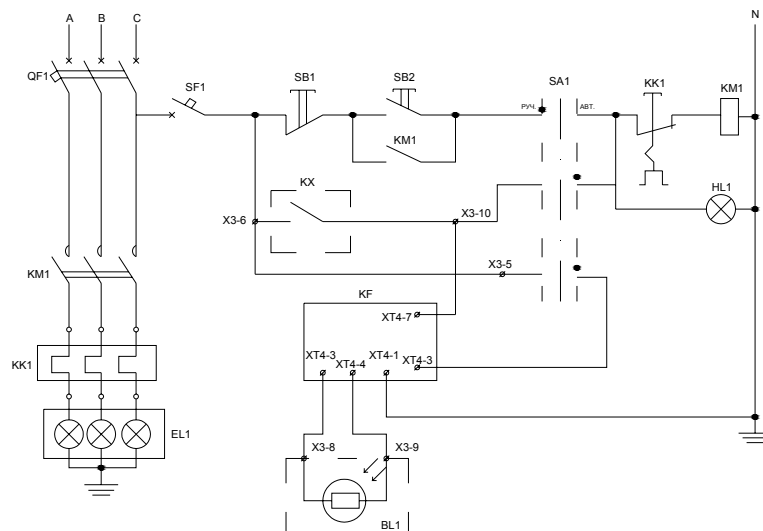 A B C
N
QF1
SF1
SB1
SB2
SA1
KK1
KM1
РУЧ.
АВТ.
KM1
KX
HL1
X3-6
X3-10
X3-5
KM1
KF
XT4-7
KK1
XT4-3
XT4-4
XT4-1
XT4-3
EL1
X3-8
X3-9
BL1